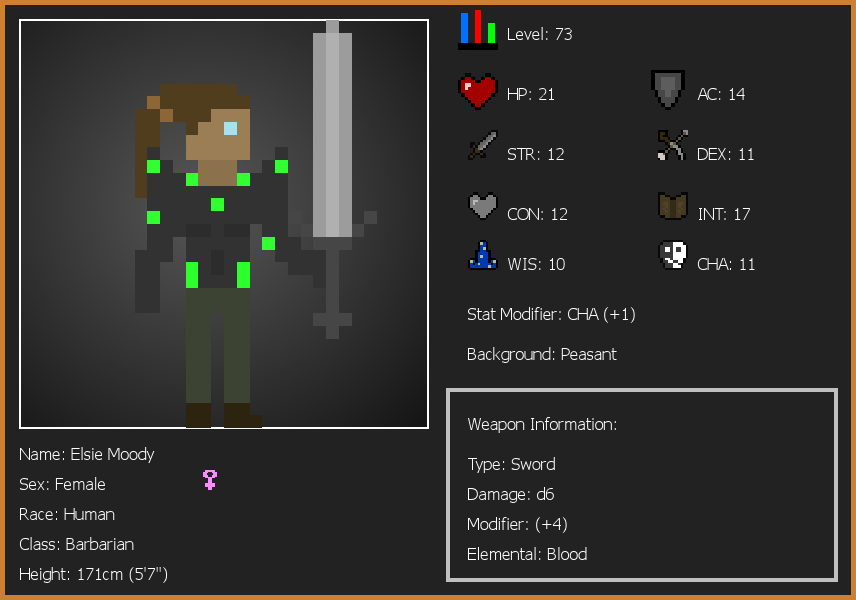 Level: 73
HP: 21
AC: 14
STR: 12
DEX: 11
CON: 12
INT: 17
WIS: 10
CHA: 11
Stat Modifier: CHA (+1)
Background: Peasant
Weapon Information:
Type: Sword
Damage: d6
Modifier: (+4)
Elemental: Blood
Name: Elsie Moody
Sex: Female
Race: Human
Class: Barbarian
Height: 171cm (5'7")